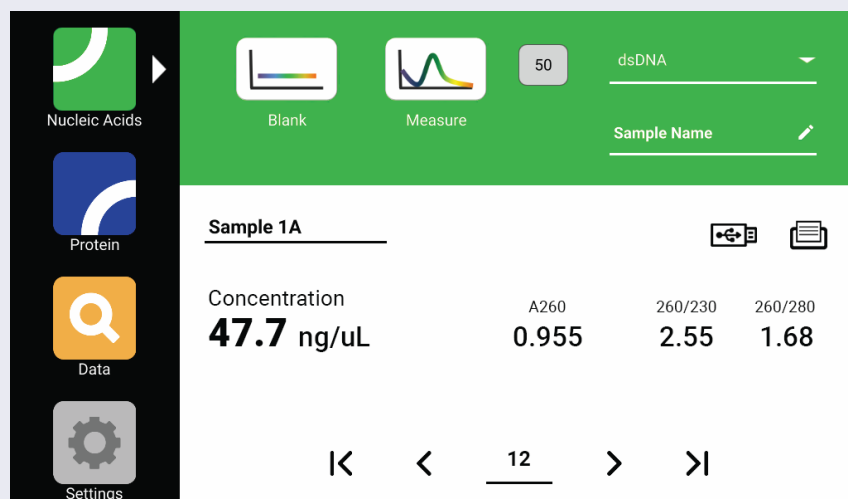 Nucleic Acids
Protein
Data
Settings
Blank
Measure
50
dsDNA
Sample Name
Sample 1A
Concentration
47.7 ng/uL
A260
0.955
260/230
2.55
260/280
1.68
12